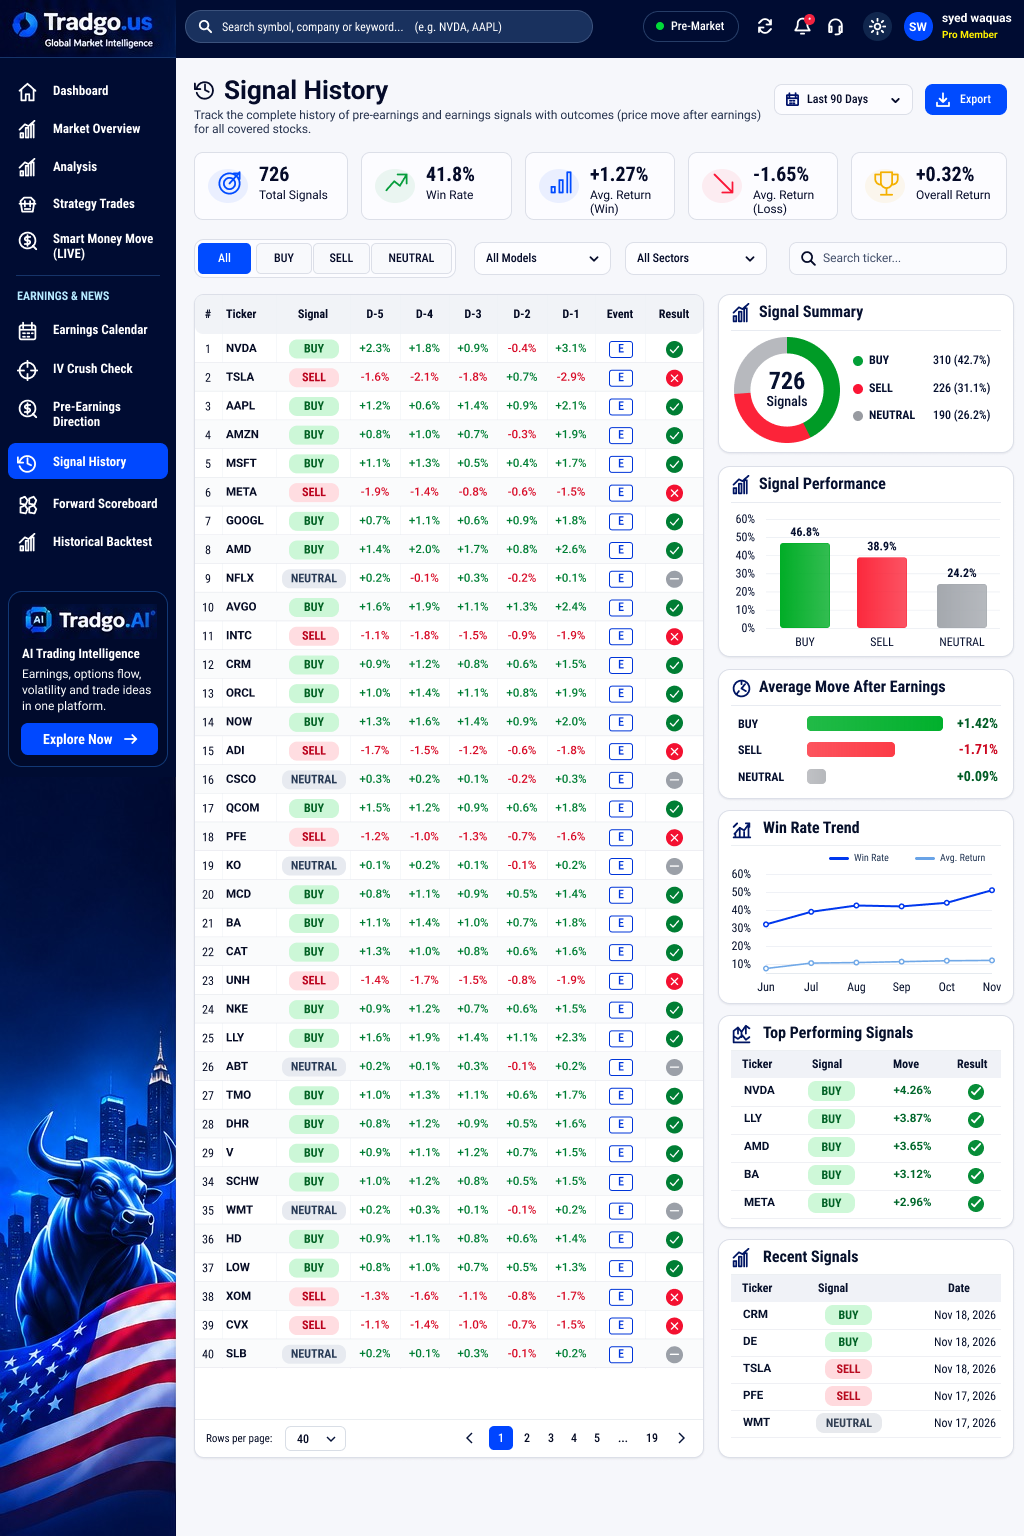 Tradgo.us
Global Market Intelligence
Search symbol, company or keyword... (e.g. NVDA, AAPL)
Pre-Market
SW
syed waquas
Pro Member
Dashboard
Market Overview
Analysis
Strategy Trades
Smart Money Move
(LIVE)
EARNINGS & NEWS
Earnings Calendar
IV Crush Check
Pre-Earnings
Direction
Signal History
Forward Scoreboard
Historical Backtest
AI
Tradgo.AI
AI Trading Intelligence
Earnings, options flow,
volatility and trade ideas
in one platform.
Explore Now
Signal History
Track the complete history of pre-earnings and earnings signals with outcomes (price move after earnings)
for all covered stocks.
Last 90 Days
Export
726
Total Signals
41.8%
Win Rate
+1.27%
Avg. Return
(Win)
-1.65%
Avg. Return
(Loss)
+0.32%
Overall Return
All BUY SELL NEUTRAL
All Models
All Sectors
Search ticker...
# Ticker Signal D-5 D-4 D-3 D-2 D-1 Event Result
1 NVDA BUY +2.3% +1.8% +0.9% -0.4% +3.1% E
2 TSLA SELL -1.6% -2.1% -1.8% +0.7% -2.9% E
3 AAPL BUY +1.2% +0.6% +1.4% +0.9% +2.1% E
4 AMZN BUY +0.8% +1.0% +0.7% -0.3% +1.9% E
5 MSFT BUY +1.1% +1.3% +0.5% +0.4% +1.7% E
6 META SELL -1.9% -1.4% -0.8% -0.6% -1.5% E
7 GOOGL BUY +0.7% +1.1% +0.6% +0.9% +1.8% E
8 AMD BUY +1.4% +2.0% +1.7% +0.8% +2.6% E
9 NFLX NEUTRAL +0.2% -0.1% +0.3% -0.2% +0.1% E
10 AVGO BUY +1.6% +1.9% +1.1% +1.3% +2.4% E
11 INTC SELL -1.1% -1.8% -1.5% -0.9% -1.9% E
12 CRM BUY +0.9% +1.2% +0.8% +0.6% +1.5% E
13 ORCL BUY +1.0% +1.4% +1.1% +0.8% +1.9% E
14 NOW BUY +1.3% +1.6% +1.4% +0.9% +2.0% E
15 ADI SELL -1.7% -1.5% -1.2% -0.6% -1.8% E
16 CSCO NEUTRAL +0.3% +0.2% +0.1% -0.2% +0.3% E
17 QCOM BUY +1.5% +1.2% +0.9% +0.6% +1.8% E
18 PFE SELL -1.2% -1.0% -1.3% -0.7% -1.6% E
19 KO NEUTRAL +0.1% +0.2% +0.1% -0.1% +0.2% E
20 MCD BUY +0.8% +1.1% +0.9% +0.5% +1.4% E
21 BA BUY +1.1% +1.4% +1.0% +0.7% +1.8% E
22 CAT BUY +1.3% +1.0% +0.8% +0.6% +1.6% E
23 UNH SELL -1.4% -1.7% -1.5% -0.8% -1.9% E
24 NKE BUY +0.9% +1.2% +0.7% +0.6% +1.5% E
25 LLY BUY +1.6% +1.9% +1.4% +1.1% +2.3% E
26 ABT NEUTRAL +0.2% +0.1% +0.3% -0.1% +0.2% E
27 TMO BUY +1.0% +1.3% +1.1% +0.6% +1.7% E
28 DHR BUY +0.8% +1.2% +0.9% +0.5% +1.6% E
29 V BUY +0.9% +1.1% +1.2% +0.7% +1.5% E
34 SCHW BUY +1.0% +1.2% +0.8% +0.5% +1.5% E
35 WMT NEUTRAL +0.2% +0.3% +0.1% -0.1% +0.2% E
36 HD BUY +0.9% +1.1% +0.8% +0.6% +1.4% E
37 LOW BUY +0.8% +1.0% +0.7% +0.5% +1.3% E
38 XOM SELL -1.3% -1.6% -1.1% -0.8% -1.7% E
39 CVX SELL -1.1% -1.4% -1.0% -0.7% -1.5% E
40 SLB NEUTRAL +0.2% +0.1% +0.3% -0.1% +0.2% E
Rows per page: 40
1 2 3 4 5 ... 19
Signal Summary
726
Signals
BUY 310 (42.7%)
SELL 226 (31.1%)
NEUTRAL 190 (26.2%)
Signal Performance
60%
50%
40%
30%
20%
10%
0%
46.8%
38.9%
24.2%
BUY SELL NEUTRAL
Average Move After Earnings
BUY +1.42%
SELL -1.71%
NEUTRAL +0.09%
Win Rate Trend
Win Rate Avg. Return
60%
50%
40%
30%
20%
10%
Jun Jul Aug Sep Oct Nov
Top Performing Signals
Ticker Signal Move Result
NVDA BUY +4.26%
LLY BUY +3.87%
AMD BUY +3.65%
BA BUY +3.12%
META BUY +2.96%
Recent Signals
Ticker Signal Date
CRM BUY Nov 18, 2026
DE BUY Nov 18, 2026
TSLA SELL Nov 18, 2026
PFE SELL Nov 17, 2026
WMT NEUTRAL Nov 17, 2026